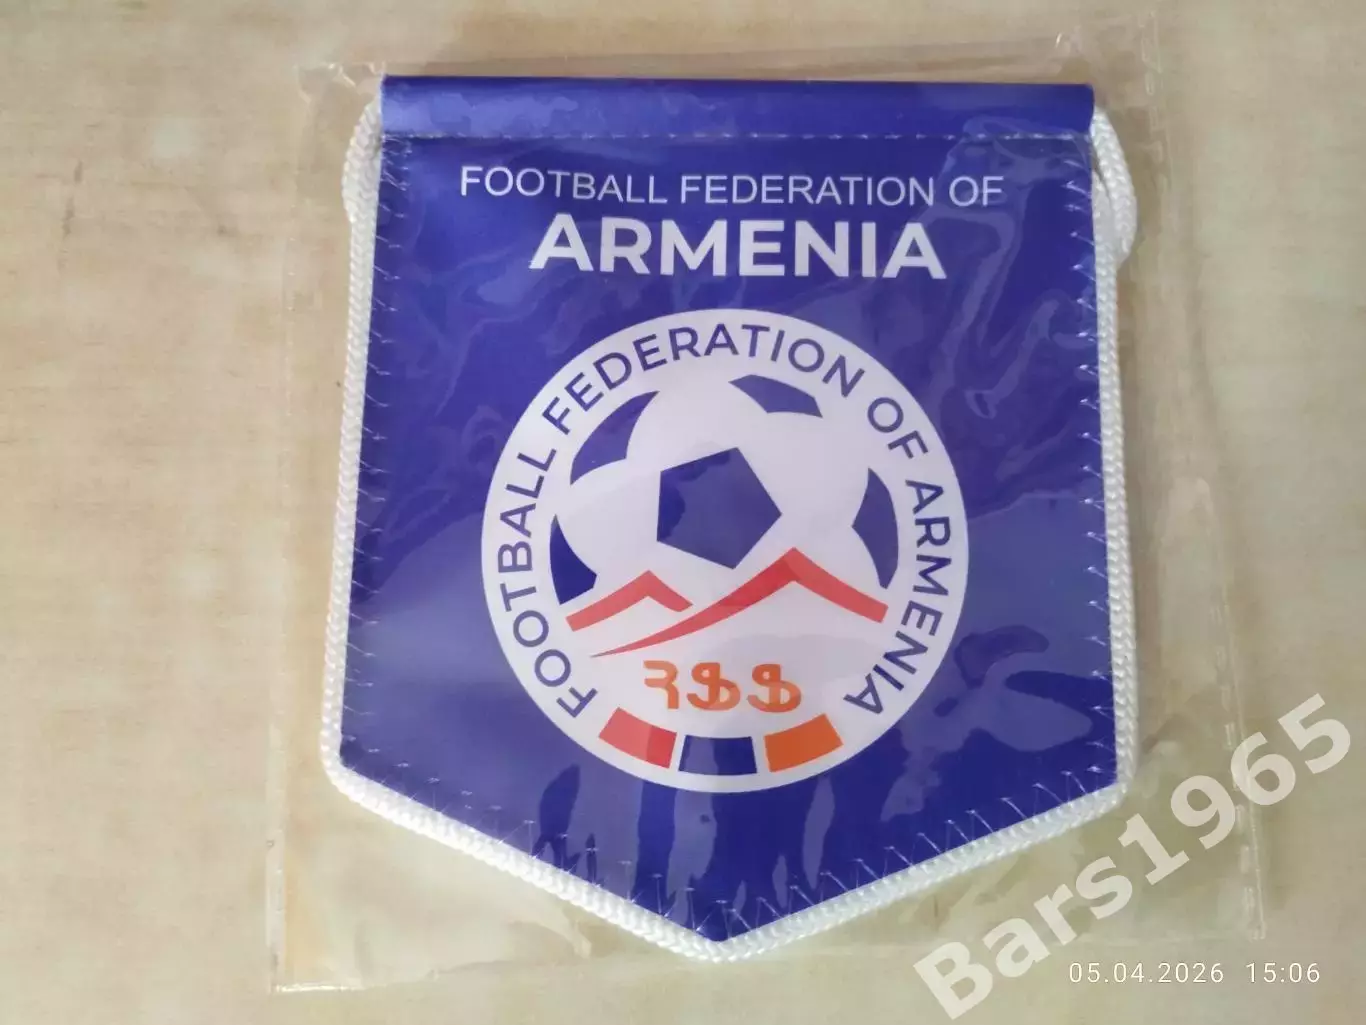 FOOTBALL FEDERATION OF
ARMENIA
FOOTBALL FEDERATION OF ARMENIA
ՀՖՖ
Bars1965
05.04.2026 15:06